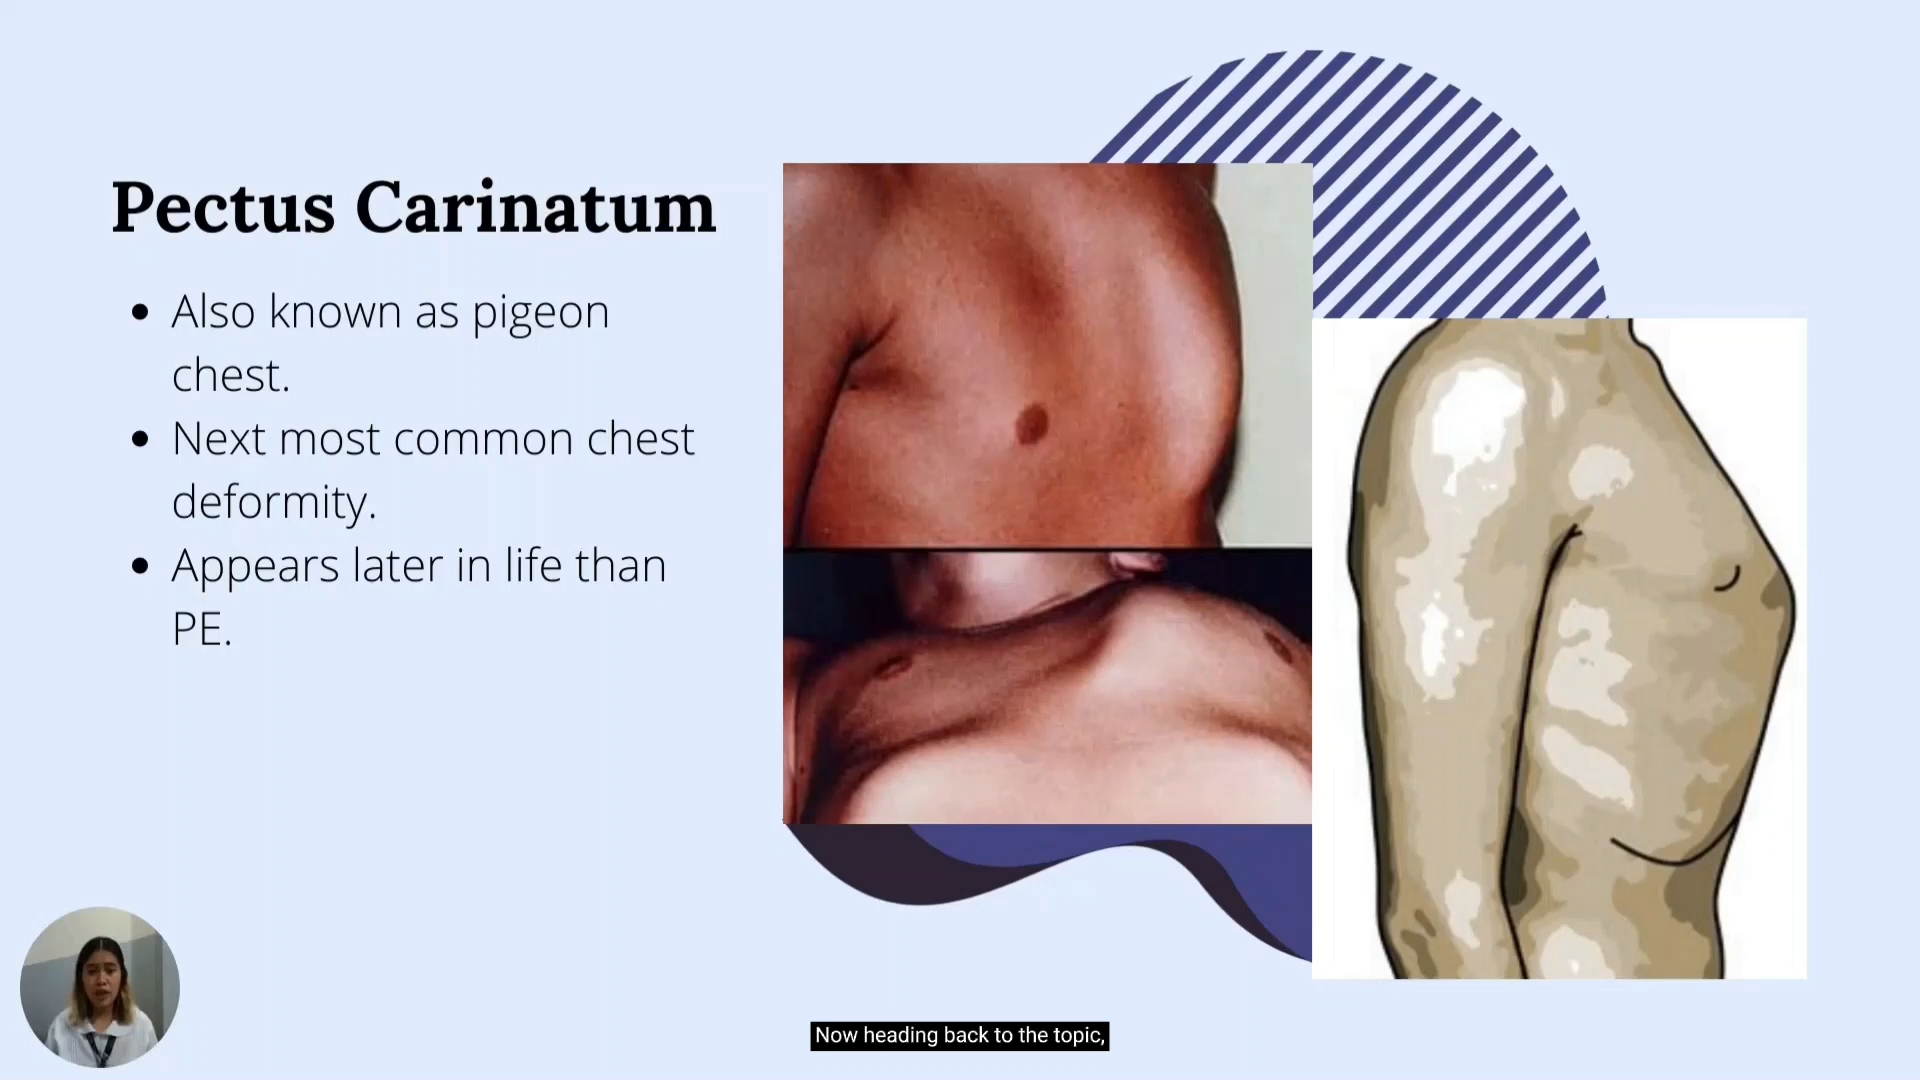 Pectus Carinatum
Also known as pigeon
chest.
Next most common chest
deformity.
Appears later in life than
PE.
Now heading back to the topic,